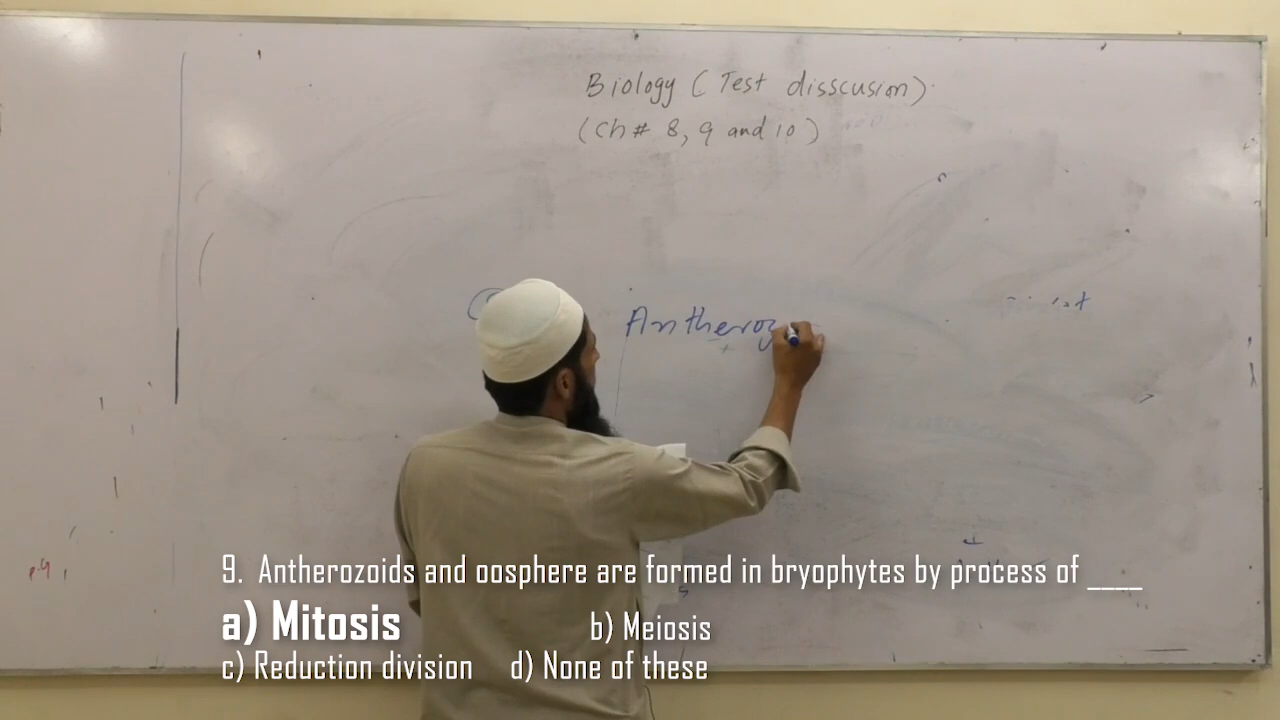 Biology (Test disscusion)
(Ch# 8, 9 and 10)
Antheroz
9. Antherozoids and oosphere are formed in bryophytes by process of ____
a) Mitosis b) Meiosis
c) Reduction division d) None of these